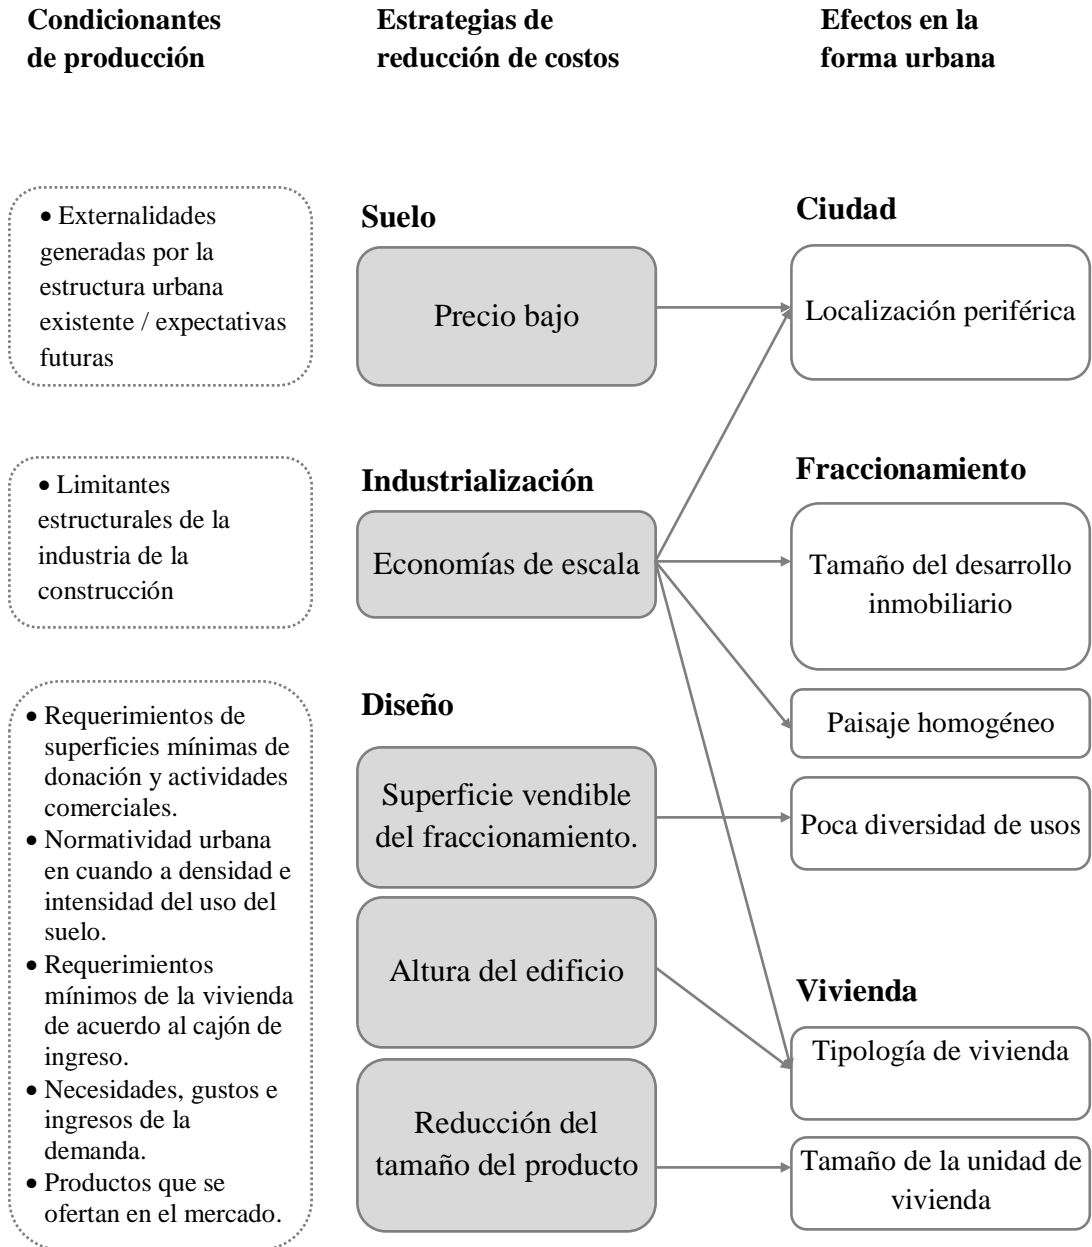 Condicionantes
de producción
Estrategias de
reducción de costos
Efectos en la
forma urbana
• Externalidades
generadas por la
estructura urbana
existente / expectativas
futuras
Suelo
Precio bajo
Ciudad
Localización periférica
• Limitantes
estructurales de la
industria de la
construcción
Industrialización
Economías de escala
Fraccionamiento
Tamaño del desarrollo
inmobiliario
Paisaje homogéneo
• Requerimientos de
superficies mínimas de
donación y actividades
comerciales.
• Normatividad urbana
en cuando a densidad e
intensidad del uso del
suelo.
• Requerimientos
mínimos de la vivienda
de acuerdo al cajón de
ingreso.
• Necesidades, gustos e
ingresos de la
demanda.
• Productos que se
ofertan en el mercado.
Diseño
Superficie vendible
del fraccionamiento.
Altura del edificio
Reducción del
tamaño del producto
Poca diversidad de usos
Vivienda
Tipología de vivienda
Tamaño de la unidad de
vivienda